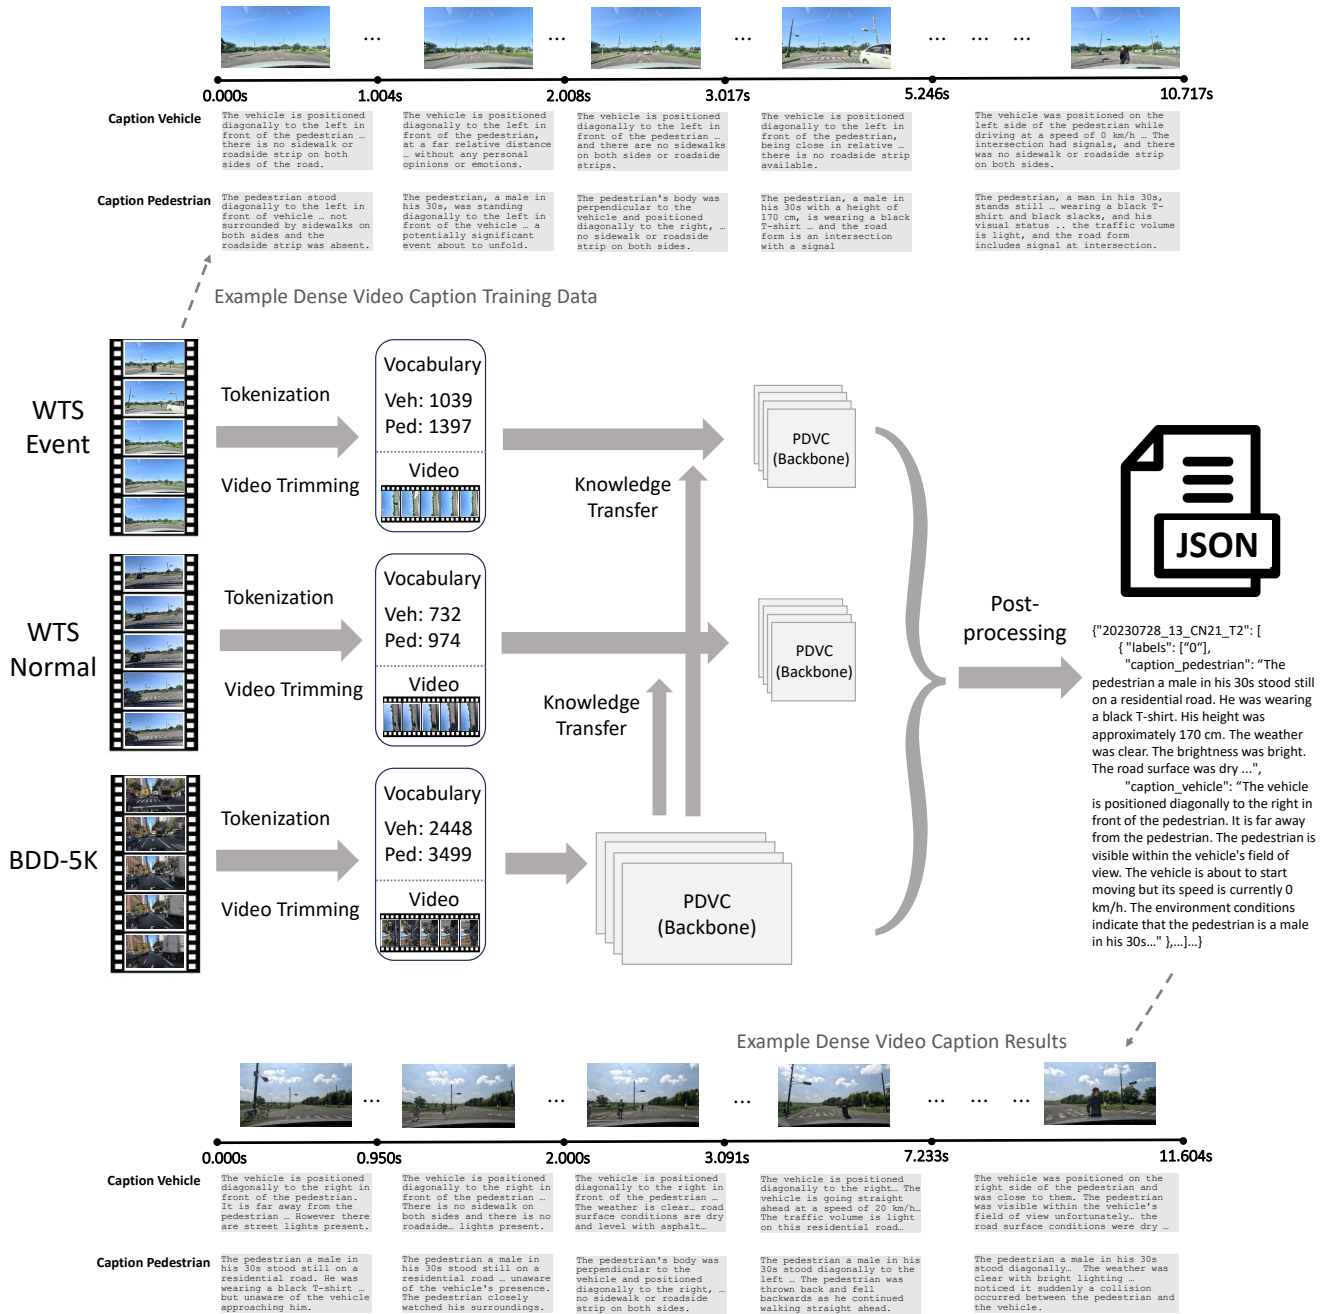 0.000s 1.004s 2.008s 3.017s 5.246s 10.717s
Caption Vehicle
The vehicle is positioned
diagonally to the left in
front of the pedestrian …
there is no sidewalk or
roadside strip on both
sides of the road.
The vehicle is positioned
diagonally to the left in
front of the pedestrian,
at a far relative distance
… without any personal
opinions or emotions.
The vehicle is positioned
diagonally to the left in
front of the pedestrian …
and there are no sidewalks
on both sides or roadside
strips.
The vehicle is positioned
diagonally to the left in
front of the pedestrian,
being close in relative …
there is no roadside strip
available.
The vehicle was positioned on the
left side of the pedestrian while
driving at a speed of 0 km/h … The
intersection had signals, and there
was no sidewalk or roadside strip
on both sides.
Caption Pedestrian
The pedestrian stood
diagonally to the left in
front of vehicle … not
surrounded by sidewalks on
both sides and the
roadside strip was absent.
The pedestrian, a male in
his 30s, was standing
diagonally to the left in
front of the vehicle … a
potentially significant
event about to unfold.
The pedestrian's body was
perpendicular to the
vehicle and positioned
diagonally to the right, …
no sidewalk or roadside
strip on both sides.
The pedestrian, a male in
his 30s with a height of
170 cm, is wearing a black
T-shirt … and the road
form is an intersection
with a signal
The pedestrian, a man in his 30s,
stands still … wearing a black T-
shirt and black slacks, and his
visual status .. the traffic volume
is light, and the road form
includes signal at intersection.
Example Dense Video Caption Training Data
WTS
Event
Tokenization
Video Trimming
Vocabulary
Veh: 1039
Ped: 1397
Video
Knowledge
Transfer
PDVC
(Backbone)
WTS
Normal
Tokenization
Video Trimming
Vocabulary
Veh: 732
Ped: 974
Video
Knowledge
Transfer
PDVC
(Backbone)
BDD-5K
Tokenization
Video Trimming
Vocabulary
Veh: 2448
Ped: 3499
Video
PDVC
(Backbone)
Post-
processing
JSON
{"20230728_13_CN21_T2": [
{ "labels": ["0"],
"caption_pedestrian": "The
pedestrian a male in his 30s stood still
on a residential road. He was wearing
a black T-shirt. His height was
approximately 170 cm. The weather
was clear. The brightness was bright.
The road surface was dry ...",
"caption_vehicle": "The vehicle
is positioned diagonally to the right in
front of the pedestrian. It is far away
from the pedestrian. The pedestrian is
visible within the vehicle's field of
view. The vehicle is about to start
moving but its speed is currently 0
km/h. The environment conditions
indicate that the pedestrian is a male
in his 30s…" },…]…}
Example Dense Video Caption Results
0.000s 0.950s 2.000s 3.091s 7.233s 11.604s
Caption Vehicle
The vehicle is positioned
diagonally to the right in
front of the pedestrian.
It is far away from the
pedestrian … However there
are street lights present.
The vehicle is positioned
diagonally to the right in
front of the pedestrian …
There is no sidewalk on
both sides and there is no
roadside… lights present.
The vehicle is positioned
diagonally to the right in
front of the pedestrian …
The weather is clear… road
surface conditions are dry
and level with asphalt…
The vehicle is positioned
diagonally to the right… The
vehicle is going straight
ahead at a speed of 20 km/h…
The traffic volume is light
on this residential road…
The vehicle was positioned on the
right side of the pedestrian and
was close to them. The pedestrian
was visible within the vehicle's
field of view unfortunately… the
road surface conditions were dry …
Caption Pedestrian
The pedestrian a male in
his 30s stood still on a
residential road. He was
wearing a black T-shirt …
but unaware of the vehicle
approaching him.
The pedestrian a male in
his 30s stood still on a
residential road … unaware
of the vehicle's presence.
The pedestrian closely
watched his surroundings.
The pedestrian's body was
perpendicular to the
vehicle and positioned
diagonally to the right, …
no sidewalk or roadside
strip on both sides.
The pedestrian a male in his
30s stood diagonally to the
left … The pedestrian was
thrown back and fell
backwards as he continued
walking straight ahead.
The pedestrian a male in his 30s
stood diagonally… The weather was
clear with bright lighting …
noticed it suddenly a collision
occurred between the pedestrian and
the vehicle.